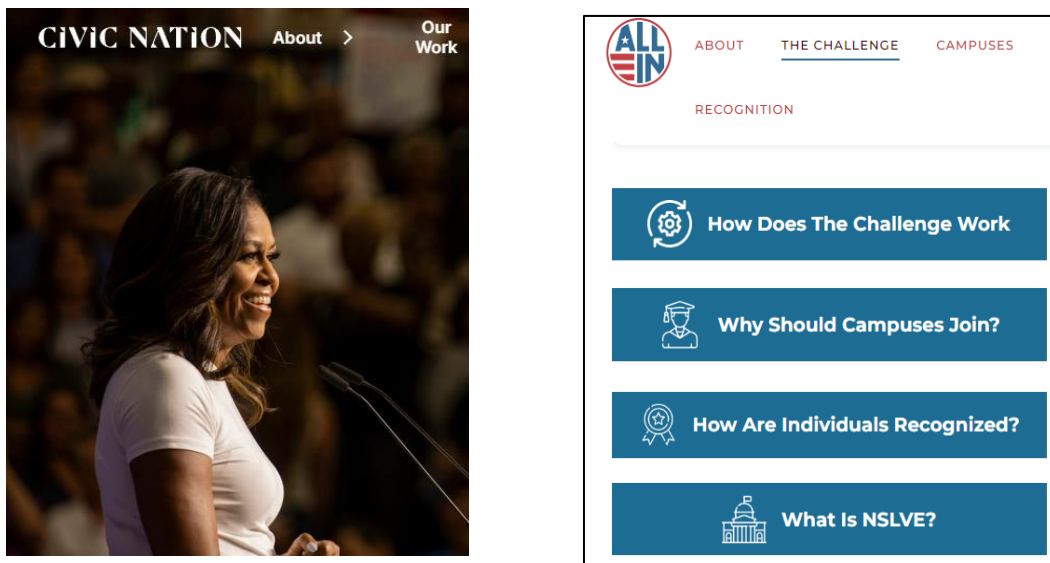 CiViC NATiON
About >
Our
Work
ALL
IN
ABOUT THE CHALLENGE CAMPUSES
RECOGNITION
How Does The Challenge Work
Why Should Campuses Join?
How Are Individuals Recognized?
What Is NSLVE?